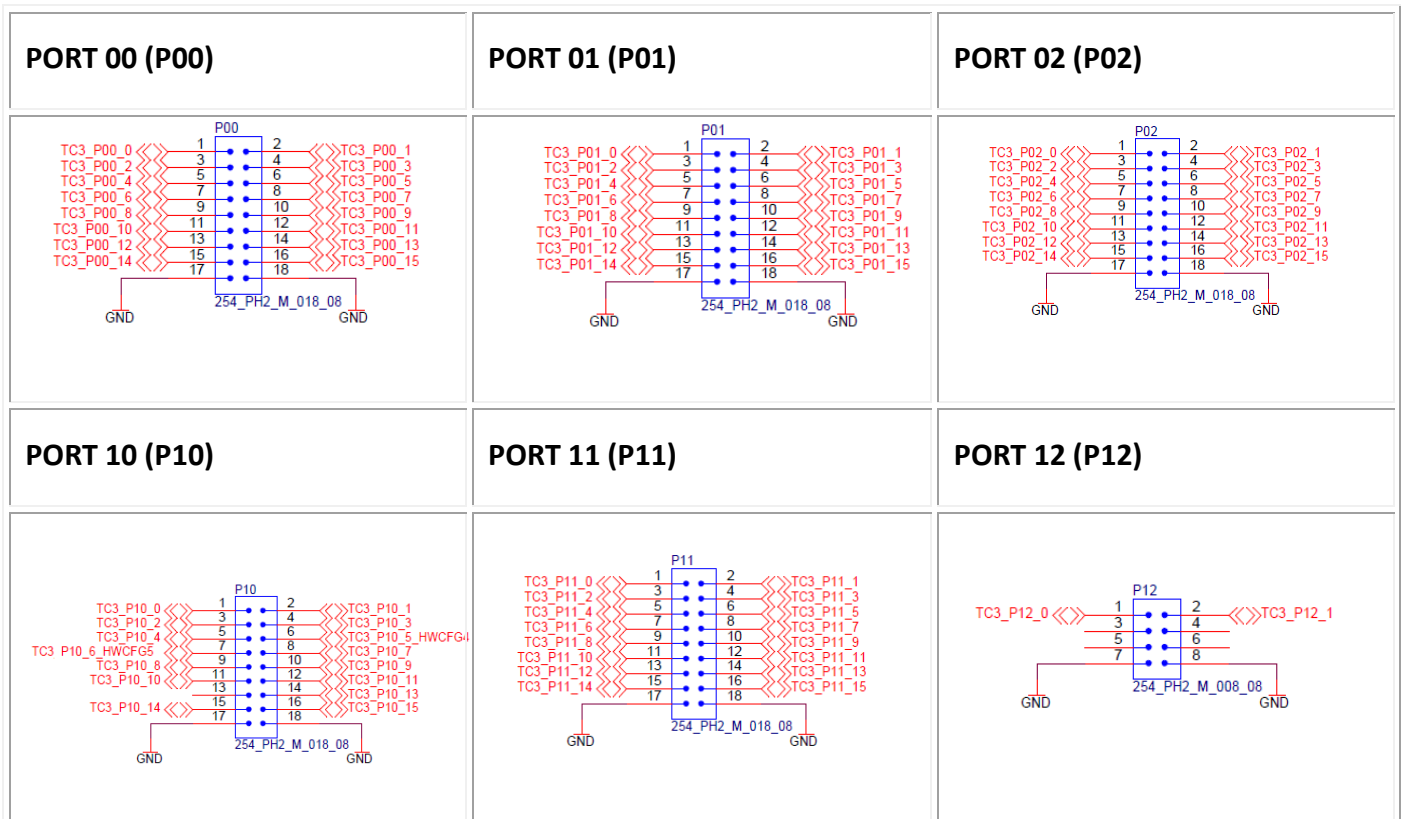 PORT 00 (P00) PORT 01 (P01) PORT 02 (P02)
P00
TC3_P00_0 1 2 TC3_P00_1
TC3_P00_2 3 4 TC3_P00_3
TC3_P00_4 5 6 TC3_P00_5
TC3_P00_6 7 8 TC3_P00_7
TC3_P00_8 9 10 TC3_P00_9
TC3_P00_10 11 12 TC3_P00_11
TC3_P00_12 13 14 TC3_P00_13
TC3_P00_14 15 16 TC3_P00_15
17 18
254_PH2_M_018_08
GND GND
P01
TC3_P01_0 1 2 TC3_P01_1
TC3_P01_2 3 4 TC3_P01_3
TC3_P01_4 5 6 TC3_P01_5
TC3_P01_6 7 8 TC3_P01_7
TC3_P01_8 9 10 TC3_P01_9
TC3_P01_10 11 12 TC3_P01_11
TC3_P01_12 13 14 TC3_P01_13
TC3_P01_14 15 16 TC3_P01_15
17 18
254_PH2_M_018_08
GND GND
P02
TC3_P02_0 1 2 TC3_P02_1
TC3_P02_2 3 4 TC3_P02_3
TC3_P02_4 5 6 TC3_P02_5
TC3_P02_6 7 8 TC3_P02_7
TC3_P02_8 9 10 TC3_P02_9
TC3_P02_10 11 12 TC3_P02_11
TC3_P02_12 13 14 TC3_P02_13
TC3_P02_14 15 16 TC3_P02_15
17 18
254_PH2_M_018_08
GND GND
PORT 10 (P10) PORT 11 (P11) PORT 12 (P12)
P10
TC3_P10_0 1 2 TC3_P10_1
TC3_P10_2 3 4 TC3_P10_3
TC3_P10_4 5 6 TC3_P10_5_HWCFG4
TC3_P10_6_HWCFG5 7 8 TC3_P10_7
TC3_P10_8 9 10 TC3_P10_9
TC3_P10_10 11 12 TC3_P10_11
13 14 TC3_P10_13
TC3_P10_14 15 16 TC3_P10_15
17 18
254_PH2_M_018_08
GND GND
P11
TC3_P11_0 1 2 TC3_P11_1
TC3_P11_2 3 4 TC3_P11_3
TC3_P11_4 5 6 TC3_P11_5
TC3_P11_6 7 8 TC3_P11_7
TC3_P11_8 9 10 TC3_P11_9
TC3_P11_10 11 12 TC3_P11_11
TC3_P11_12 13 14 TC3_P11_13
TC3_P11_14 15 16 TC3_P11_15
17 18
254_PH2_M_018_08
GND GND
P12
TC3_P12_0 1 2 TC3_P12_1
3 4
5 6
7 8
254_PH2_M_008_08
GND GND